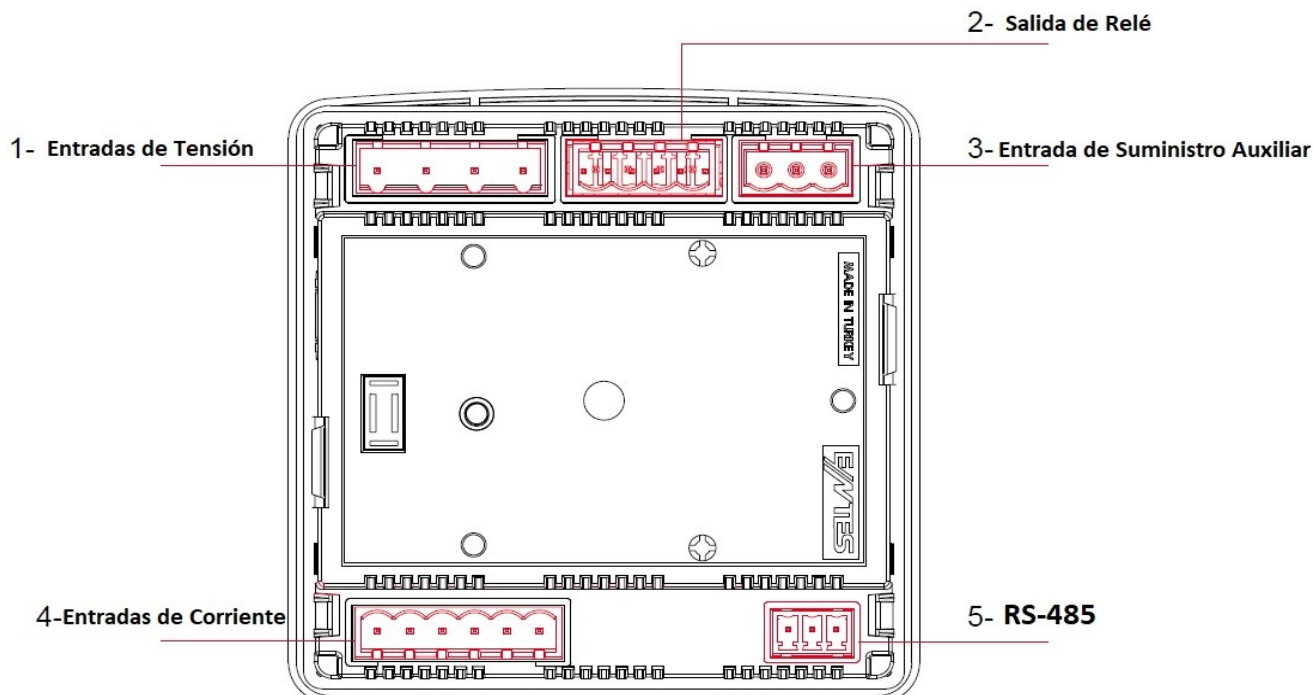 2- Salida de Relé
1- Entradas de Tensión
3- Entrada de Suministro Auxiliar
MADE IN TURKEY
EMTES
4-Entradas de Corriente
5- RS-485